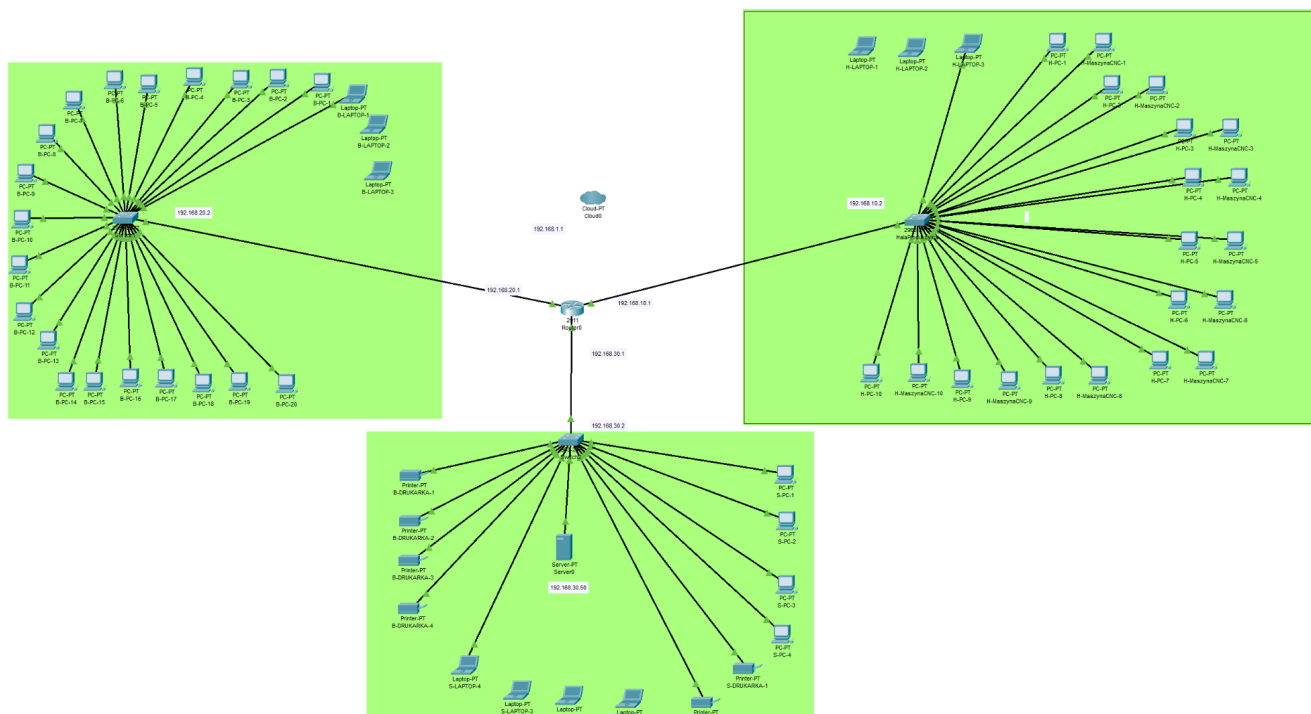 PC-PT
B-PC-6
PC-PT
B-PC-5
PC-PT
B-PC-4
PC-PT
B-PC-3
PC-PT
B-PC-2
PC-PT
B-PC-1
Laptop-PT
B-LAPTOP-1
Laptop-PT
B-LAPTOP-2
Laptop-PT
B-LAPTOP-3
PC-PT
PC-PT
B-PC-8
PC-PT
B-PC-9
PC-PT
B-PC-10
PC-PT
B-PC-11
PC-PT
B-PC-12
PC-PT
B-PC-13
PC-PT
B-PC-14
PC-PT
B-PC-15
PC-PT
B-PC-16
PC-PT
B-PC-17
PC-PT
B-PC-18
PC-PT
B-PC-19
PC-PT
B-PC-20
192.168.20.2
192.168.20.1
Cloud-PT
Cloud0
192.168.1.1
2811
Router0
192.168.10.1
192.168.30.1
192.168.10.2
Laptop-PT
H-LAPTOP-1
Laptop-PT
H-LAPTOP-2
Laptop-PT
H-LAPTOP-3
PC-PT
H-PC-1
PC-PT
H-MaszynaCNC-1
PC-PT
H-PC-2
PC-PT
H-MaszynaCNC-2
PC-PT
H-PC-3
PC-PT
H-MaszynaCNC-3
PC-PT
H-PC-4
PC-PT
H-MaszynaCNC-4
PC-PT
H-PC-5
PC-PT
H-MaszynaCNC-5
PC-PT
H-PC-6
PC-PT
H-MaszynaCNC-6
PC-PT
H-PC-7
PC-PT
H-MaszynaCNC-7
PC-PT
H-PC-10
PC-PT
H-MaszynaCNC-10
PC-PT
H-PC-9
PC-PT
H-MaszynaCNC-9
PC-PT
H-PC-8
PC-PT
H-MaszynaCNC-8
192.168.30.2
Printer-PT
B-DRUKARKA-1
Printer-PT
B-DRUKARKA-2
Printer-PT
B-DRUKARKA-3
Printer-PT
B-DRUKARKA-4
Server-PT
Server0
192.168.30.50
PC-PT
S-PC-1
PC-PT
S-PC-2
PC-PT
S-PC-3
PC-PT
S-PC-4
Printer-PT
S-DRUKARKA-1
Laptop-PT
S-LAPTOP-4
Laptop-PT
S-LAPTOP-3
Laptop-PT
Laptop-PT
Printer-PT